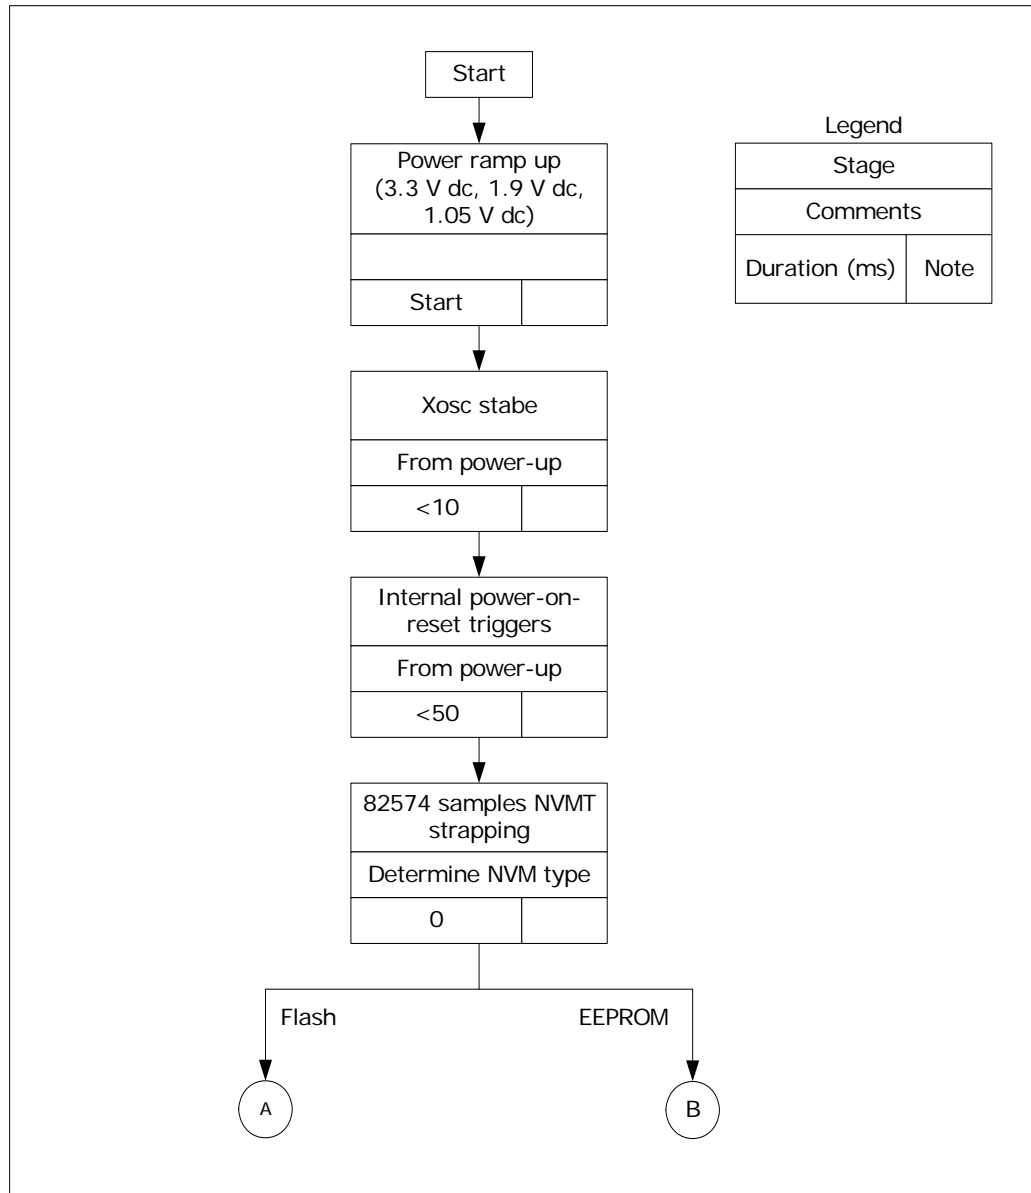 Start
Power ramp up
(3.3 V dc, 1.9 V dc,
1.05 V dc)
Start
Legend
Stage
Comments
Duration (ms) Note
Xosc stabe
From power-up
<10
Internal power-on-
reset triggers
From power-up
<50
82574 samples NVMT
strapping
Determine NVM type
0
Flash
EEPROM
A
B